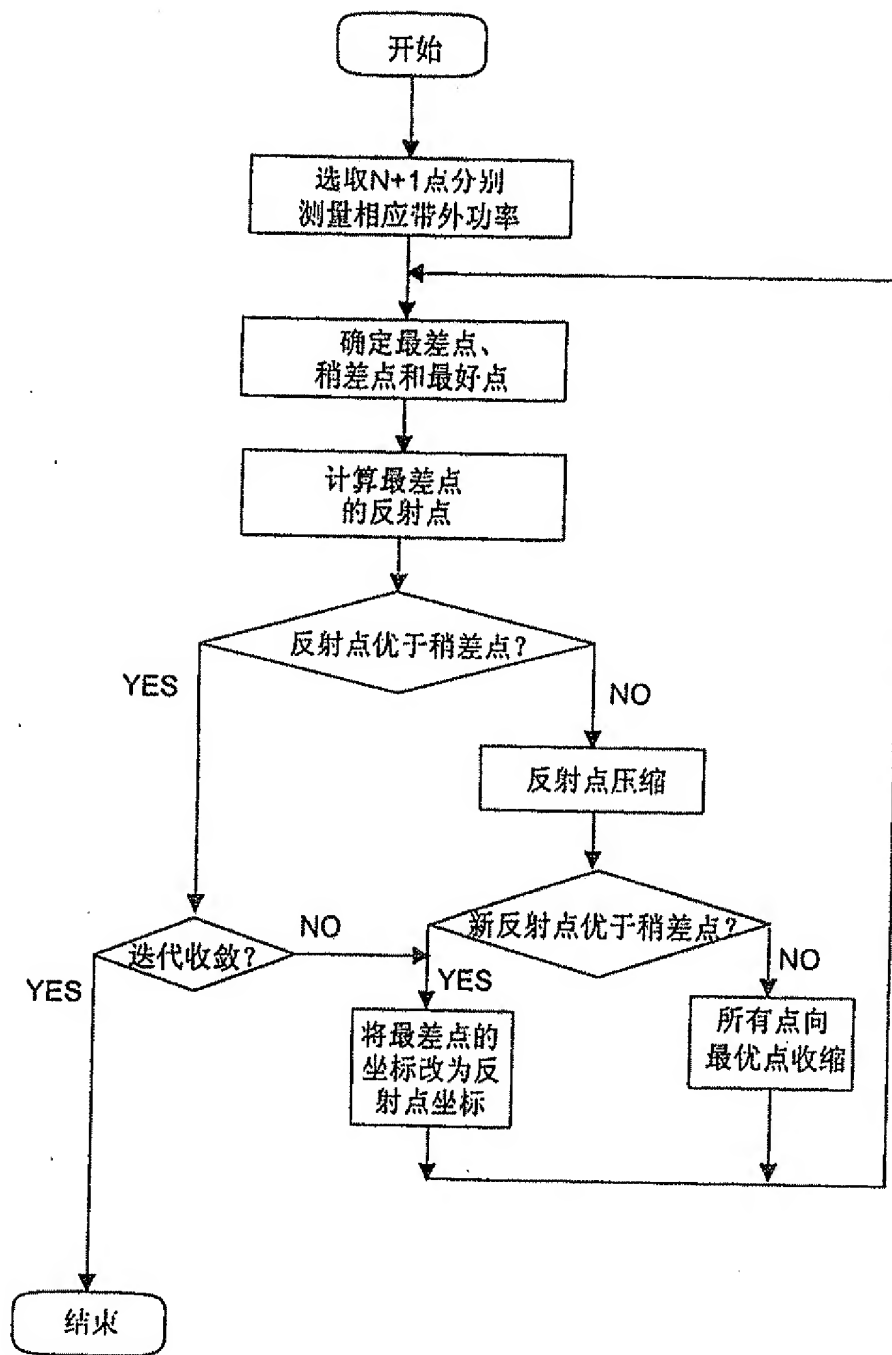 开始
选取N+1点分别
测量相应带外功率
确定最差点、
稍差点和最好点
计算最差点
的反射点
反射点优于稍差点?
YES
NO
反射点压缩
新反射点优于稍差点?
迭代收敛?
NO
YES
YES
NO
将最差点的
坐标改为反
射点坐标
所有点向
最优点收缩
结束